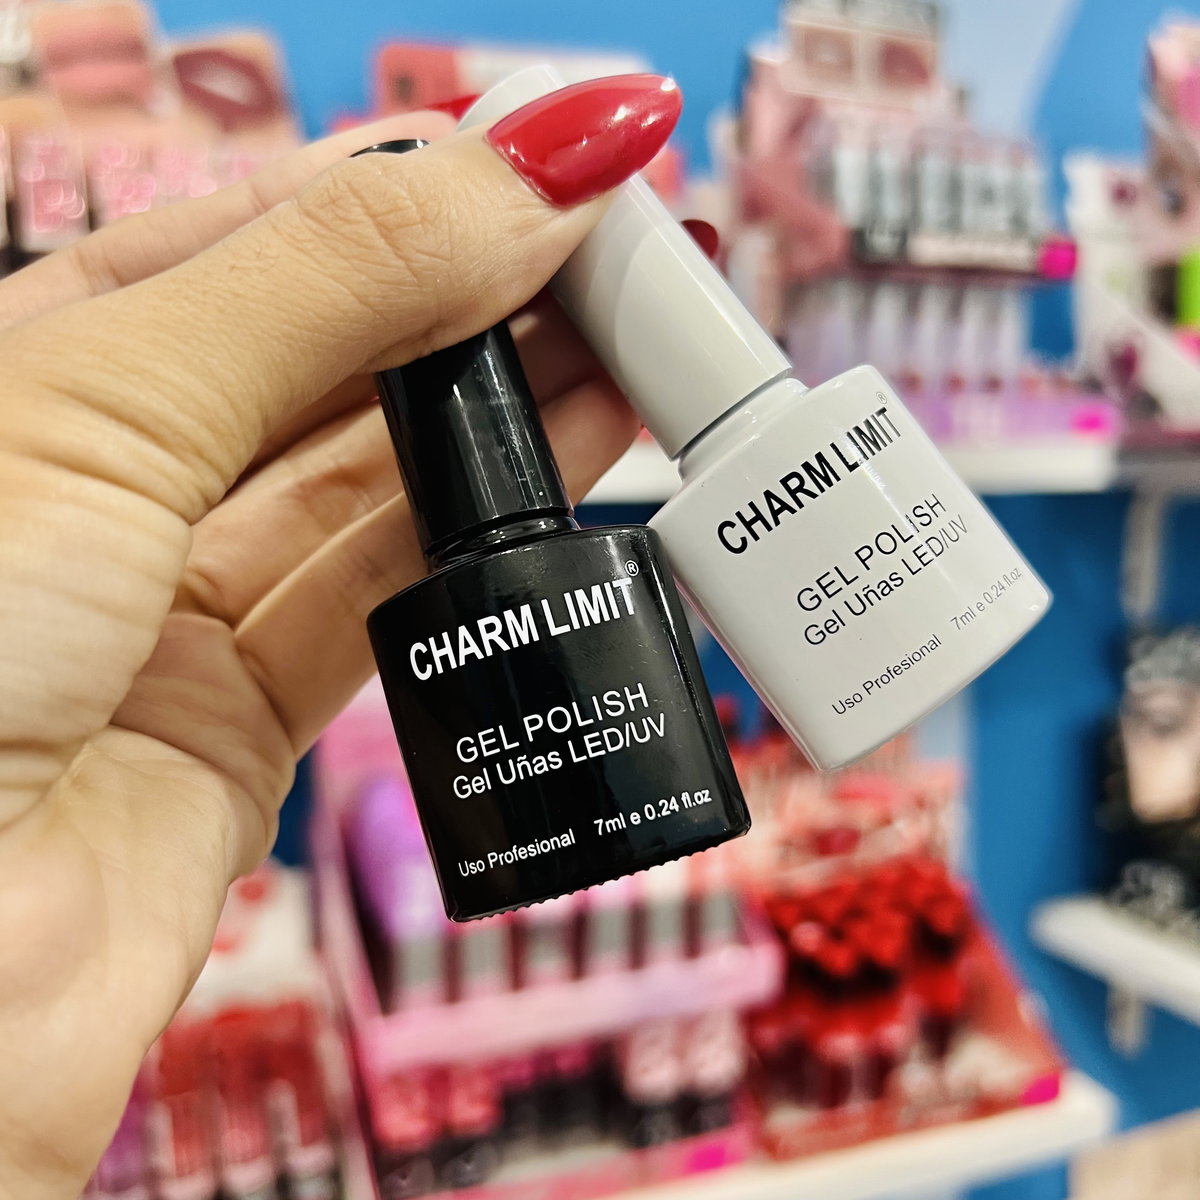 CHARM LIMIT®
GEL POLISH
Gel Uñas LED/UV
Uso Profesional 7ml e 0.24 fl.oz
CHARM LIMIT®
GEL POLISH
Gel Uñas LED/UV
Uso Profesional 7ml e 0.24 fl.oz